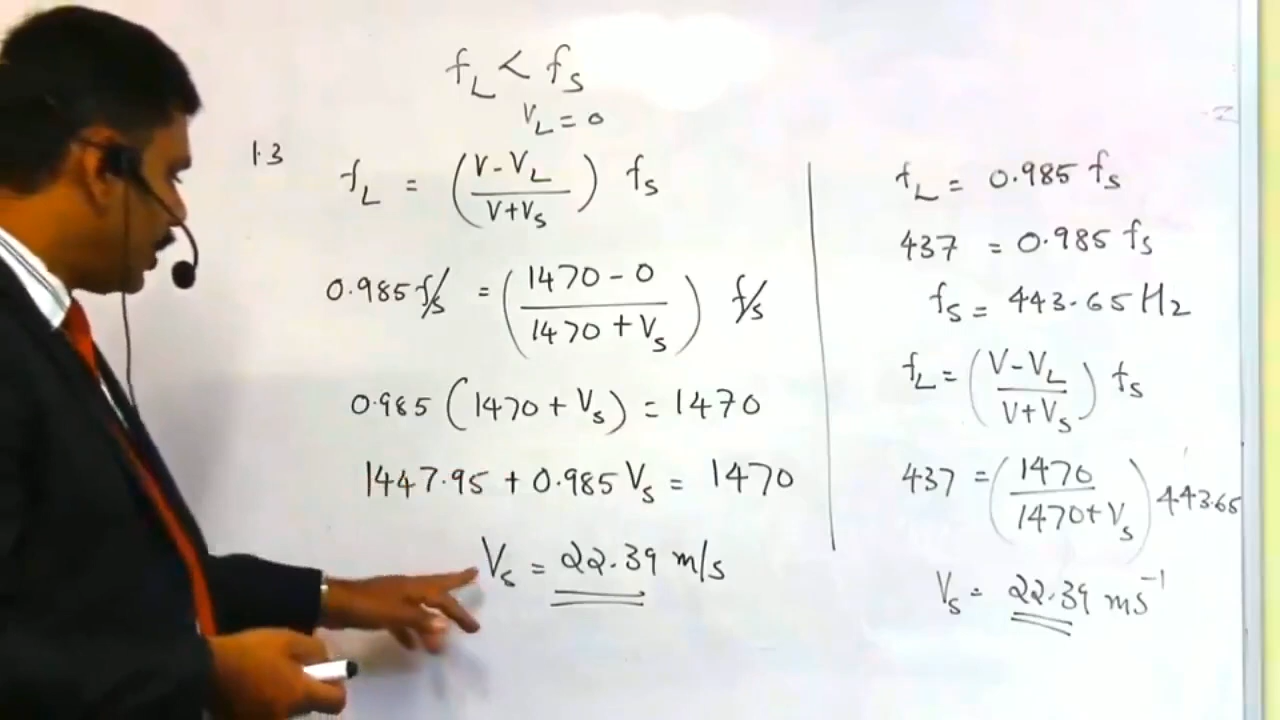 fL < fS
VL = 0
1.3 fL = (V - VL / V + VS) fS
0.985 fS = (1470 - 0 / 1470 + VS) fS
0.985 (1470 + VS) = 1470
1447.95 + 0.985 VS = 1470
VS = 22.39 m/s
fL = 0.985 fS
437 = 0.985 fS
fS = 443.65 Hz
fL = (V - VL / V + VS) fS
437 = (1470 / 1470 + VS) 443.65
VS = 22.39 ms⁻¹